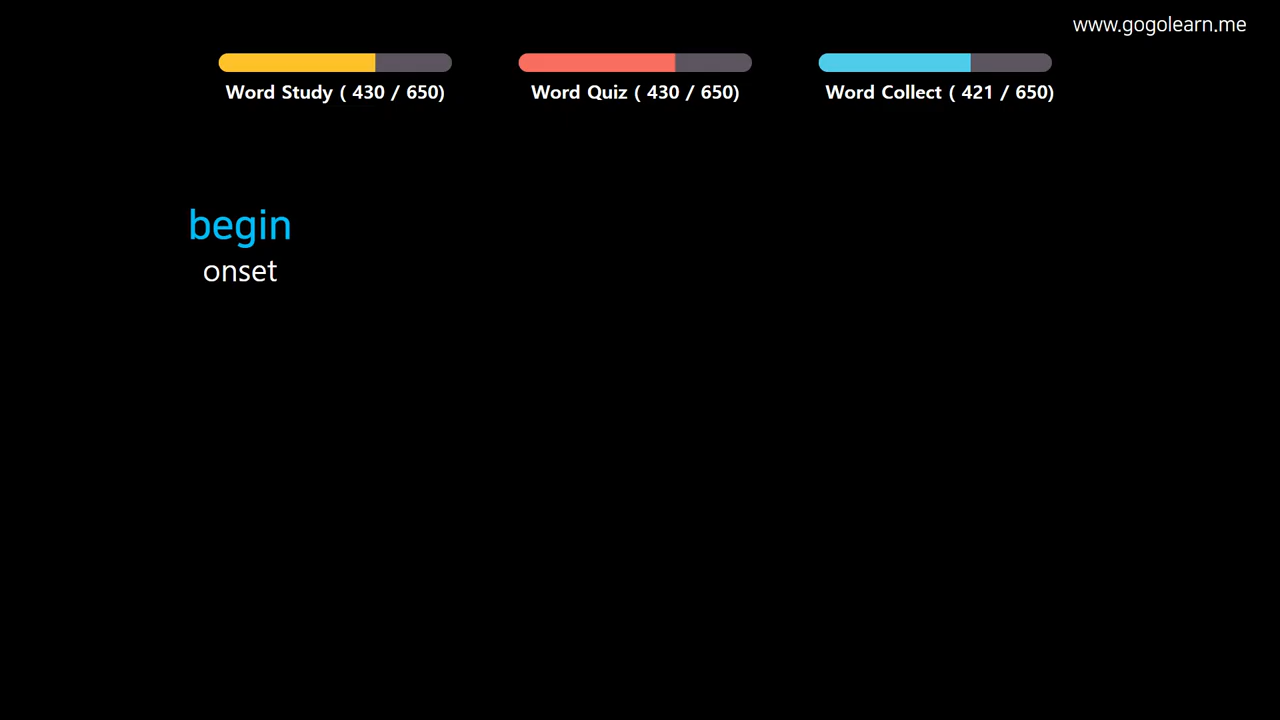 www.gogolearn.me
Word Study ( 430 / 650)
Word Quiz ( 430 / 650)
Word Collect ( 421 / 650)
begin
onset